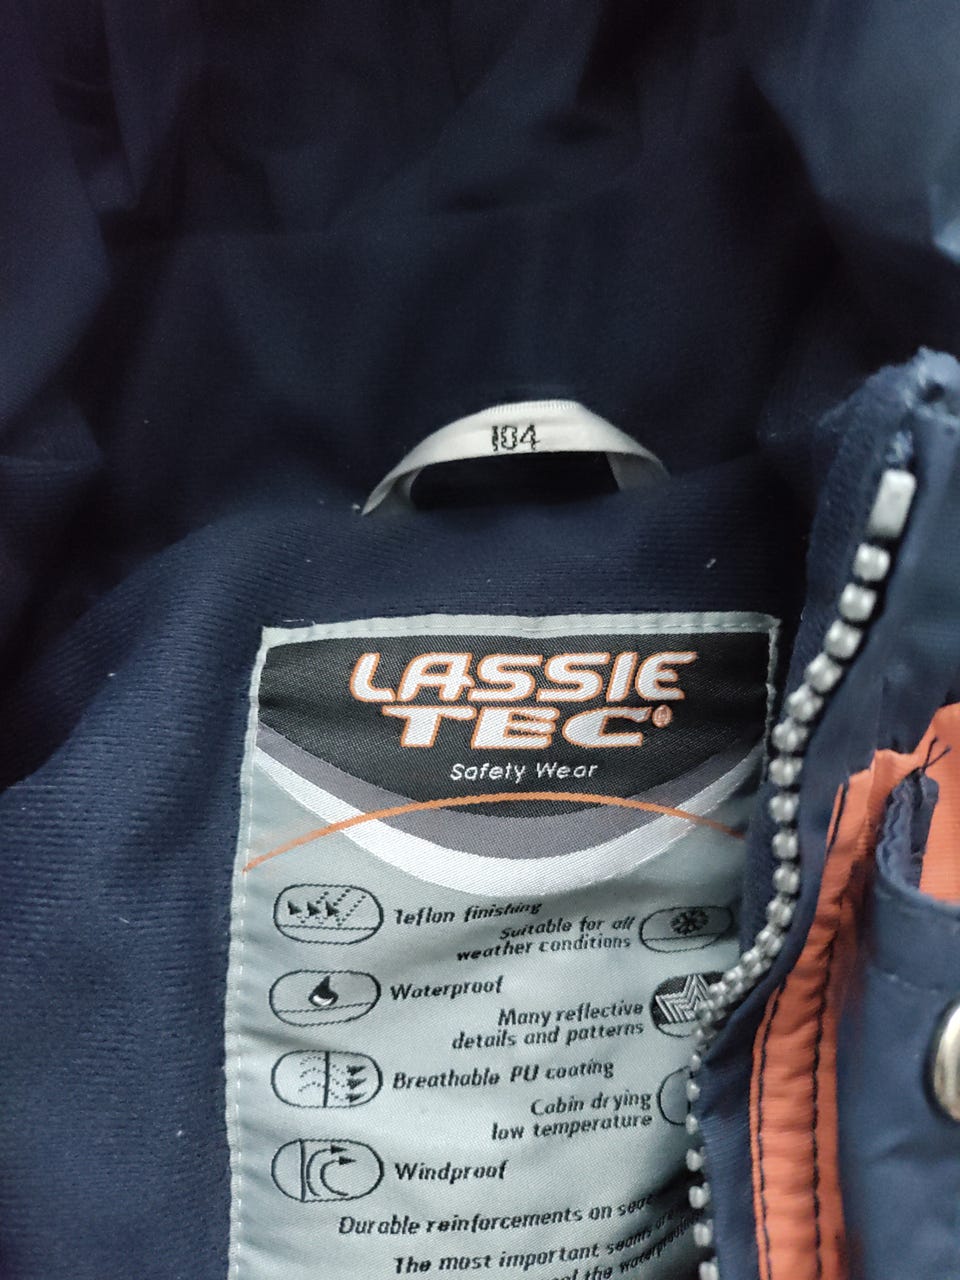 104
LASSIE
TEC®
Safety Wear
Teflon finishing
Suitable for all
weather conditions
Waterproof
Many reflective
details and patterns
Breathable PU coating
Cabin drying
low temperature
Windproof
Durable reinforcements on
The most important seams
the